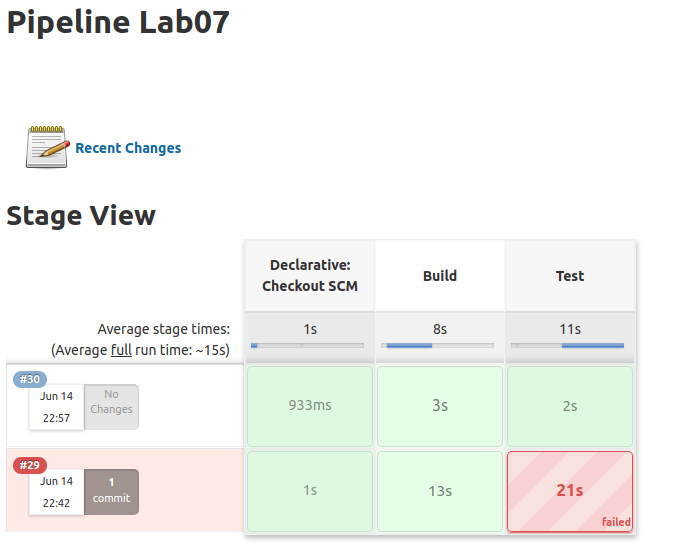 Pipeline Lab07
Recent Changes
Stage View
Declarative:
Checkout SCM
Build
Test
Average stage times:
(Average full run time: ~15s)
1s
8s
11s
#30
Jun 14
22:57
No
Changes
933ms
3s
2s
#29
Jun 14
22:42
1
commit
1s
13s
21s
failed